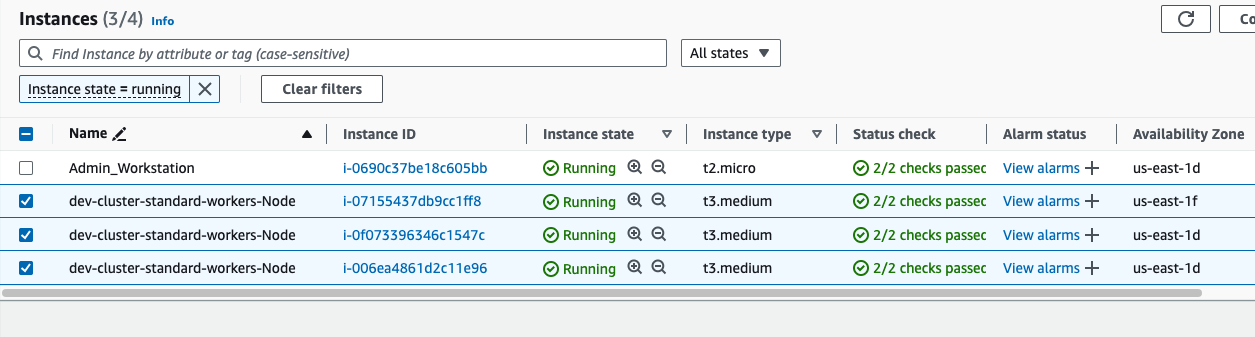 Instances (3/4) Info
Co
Find Instance by attribute or tag (case-sensitive)
All states
Instance state = running
Clear filters
Name Instance ID Instance state Instance type Status check Alarm status Availability Zone
Admin_Workstation i-0690c37be18c605bb Running t2.micro 2/2 checks passec View alarms us-east-1d
dev-cluster-standard-workers-Node i-07155437db9cc1ff8 Running t3.medium 2/2 checks passec View alarms us-east-1f
dev-cluster-standard-workers-Node i-0f073396346c1547c Running t3.medium 2/2 checks passec View alarms us-east-1d
dev-cluster-standard-workers-Node i-006ea4861d2c11e96 Running t3.medium 2/2 checks passec View alarms us-east-1d